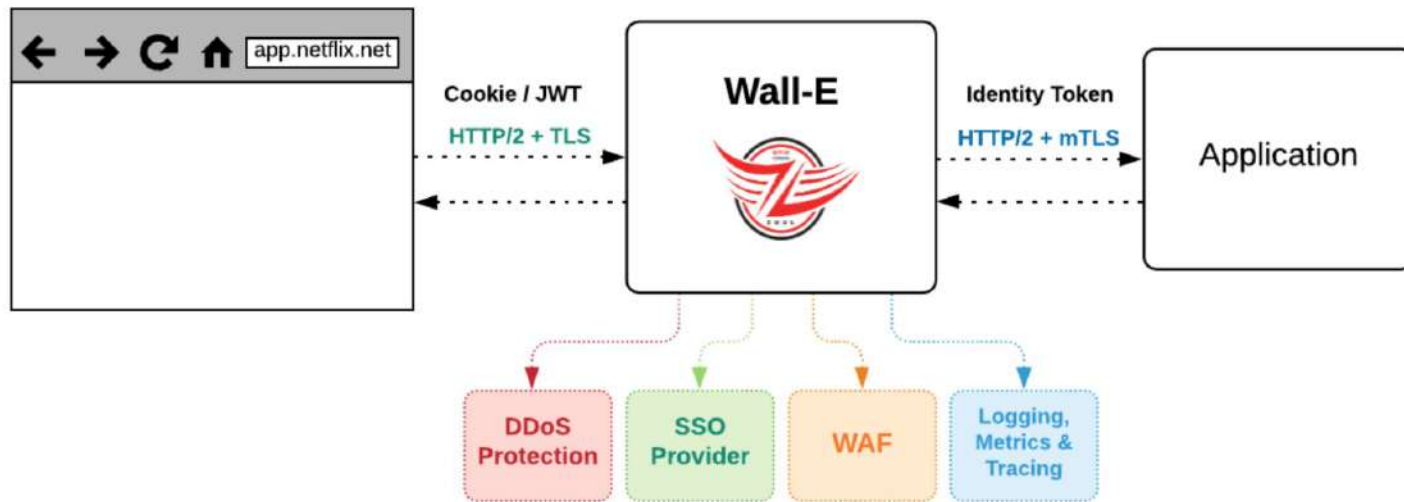 app.netflix.net
Cookie / JWT
HTTP/2 + TLS
Wall-E
Identity Token
HTTP/2 + mTLS
Application
DDoS
Protection
SSO
Provider
WAF
Logging,
Metrics &
Tracing